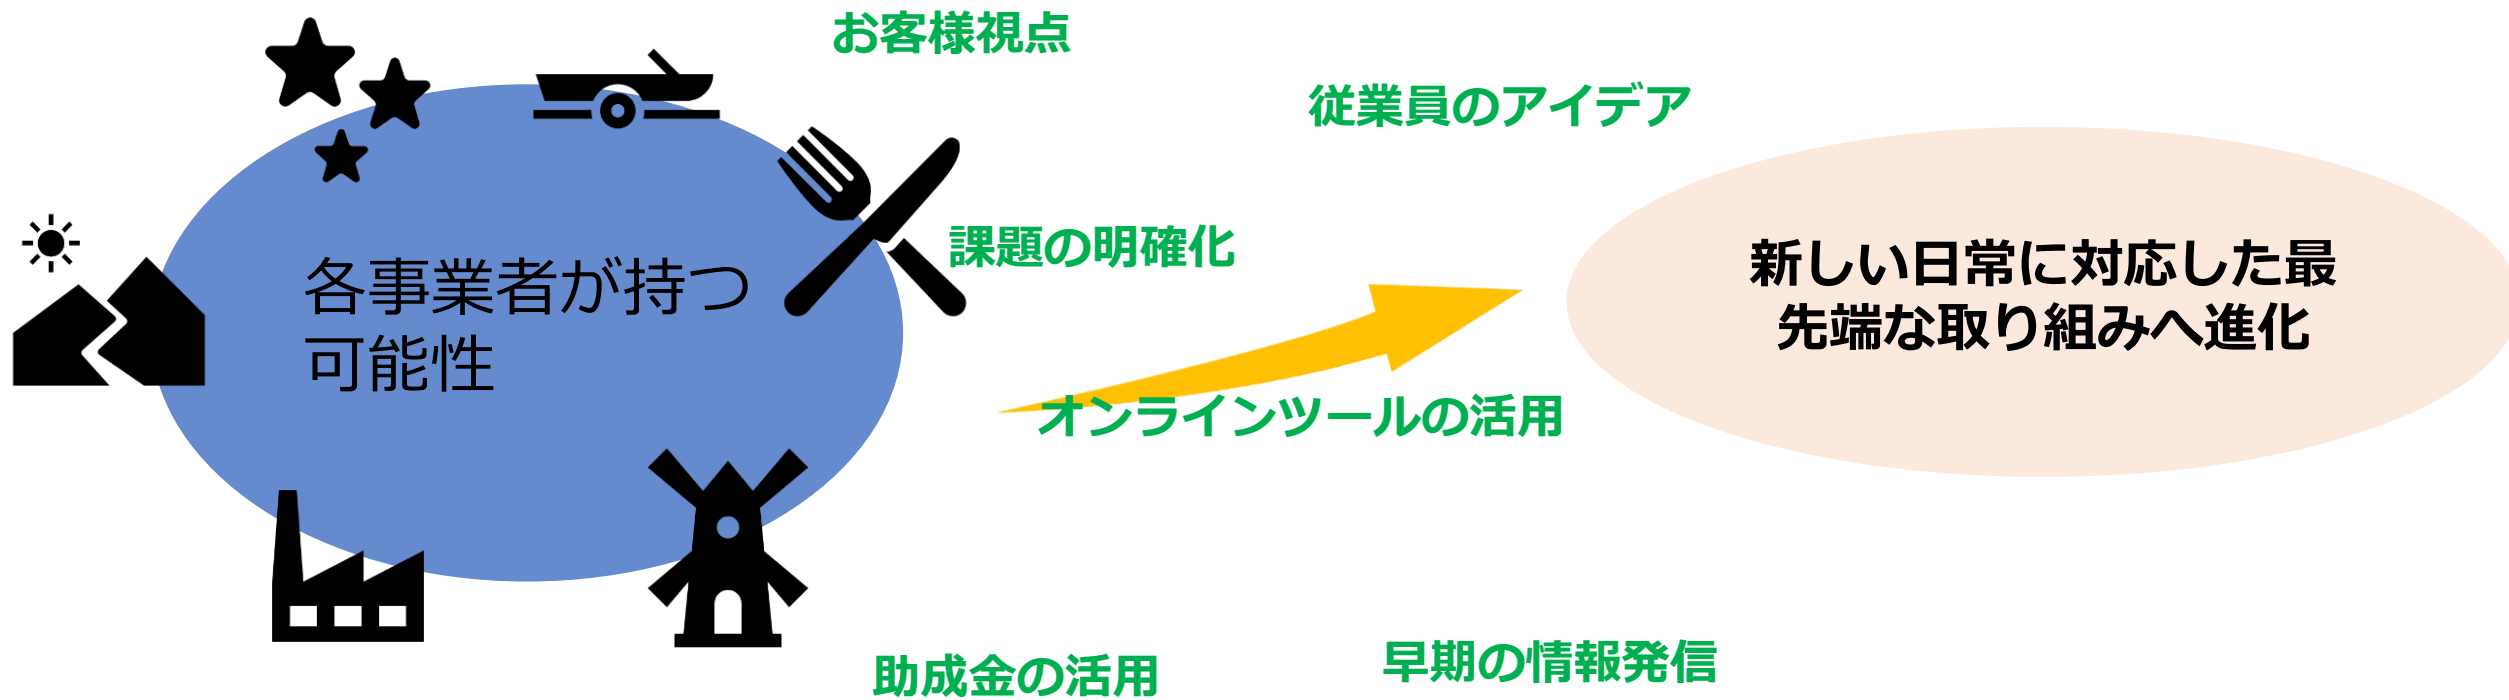 お客様視点
従業員のアイデア
課題の明確化
各事業者が持つ
可能性
新しい日常に対応した最
先端な取り組みへ進化
オンラインツールの活用
助成金の活用
早期の情報発信